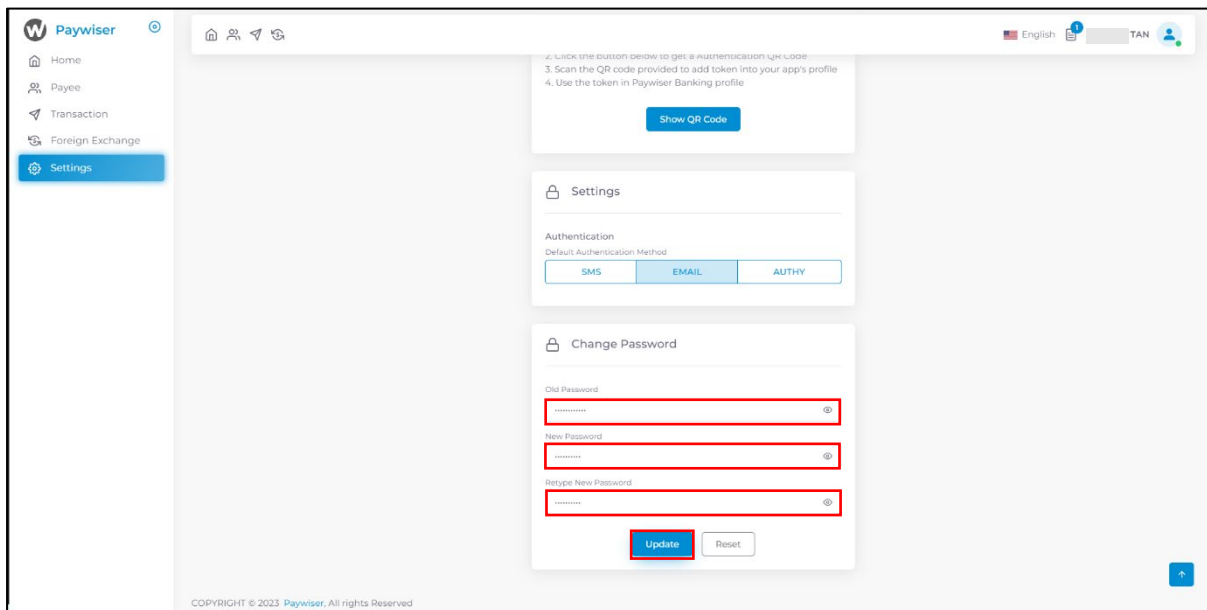 Paywiser
English
1
TAN
Home
Payee
Transaction
Foreign Exchange
Settings
2. Click the button below to get a Authentication QR Code
3. Scan the QR code provided to add token into your app's profile
4. Use the token in Paywiser Banking profile
Show QR Code
Settings
Authentication
Default Authentication Method
SMS EMAIL AUTHY
Change Password
Old Password
New Password
Retype New Password
Update Reset
COPYRIGHT © 2023 Paywiser, All rights Reserved